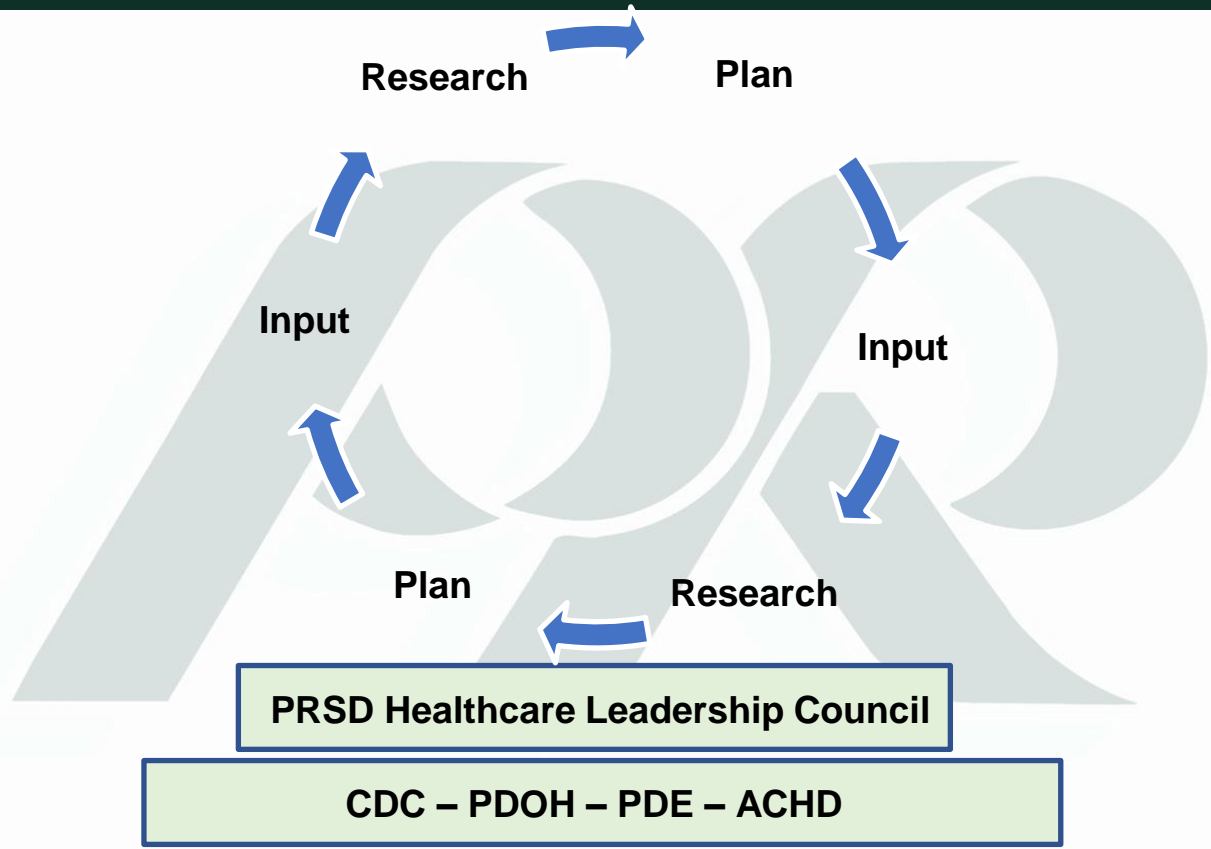 Research
Plan
Input
Input
Plan
Research
PRSD Healthcare Leadership Council
CDC – PDOH – PDE – ACHD